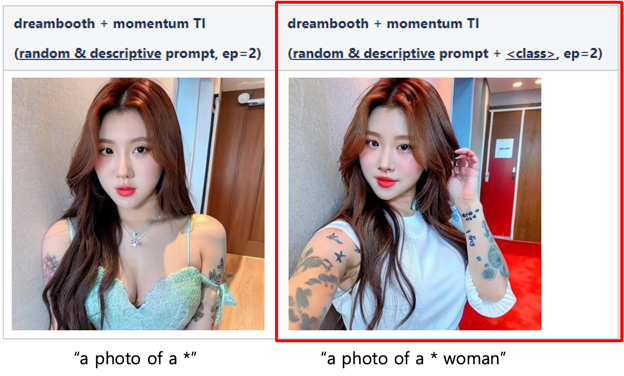 dreambooth + momentum TI
(random & descriptive prompt, ep=2)
dreambooth + momentum TI
(random & descriptive prompt + <class>, ep=2)
“a photo of a *”
“a photo of a * woman”